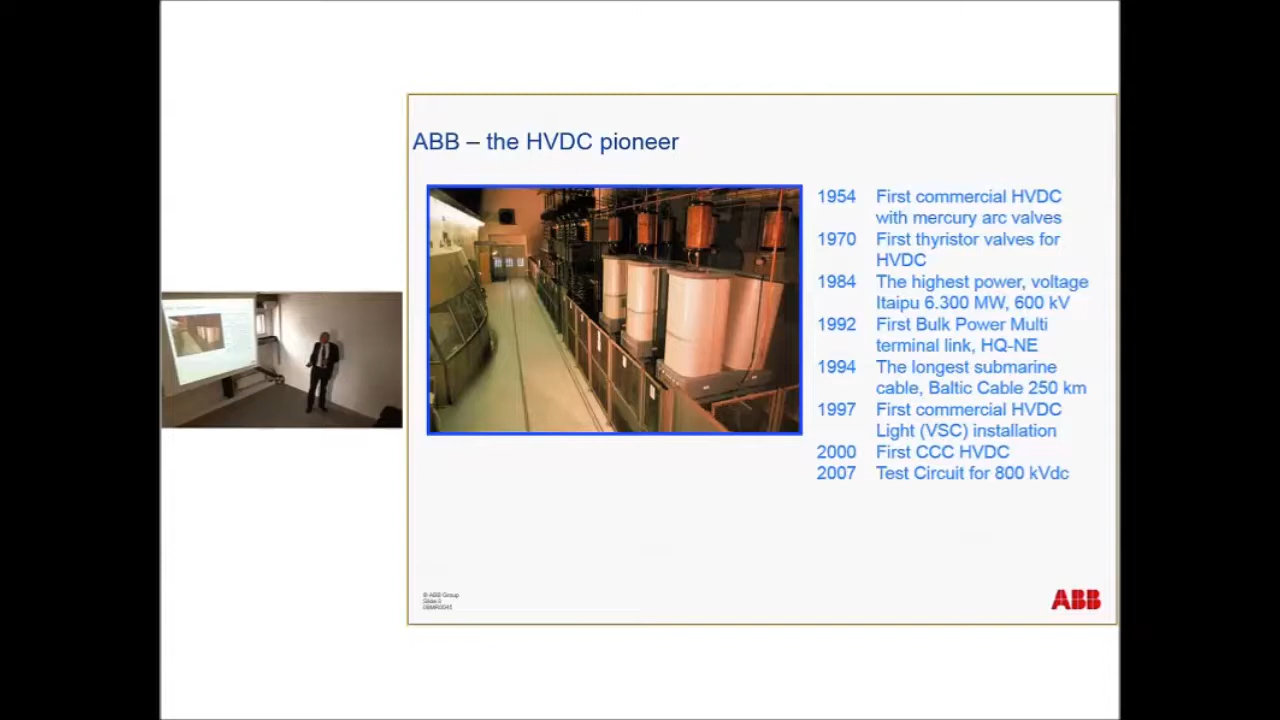 ABB – the HVDC pioneer
1954 First commercial HVDC
with mercury arc valves
1970 First thyristor valves for
HVDC
1984 The highest power, voltage
Itaipu 6.300 MW, 600 kV
1992 First Bulk Power Multi
terminal link, HQ-NE
1994 The longest submarine
cable, Baltic Cable 250 km
1997 First commercial HVDC
Light (VSC) installation
2000 First CCC HVDC
2007 Test Circuit for 800 kVdc
© ABB Group
ABB